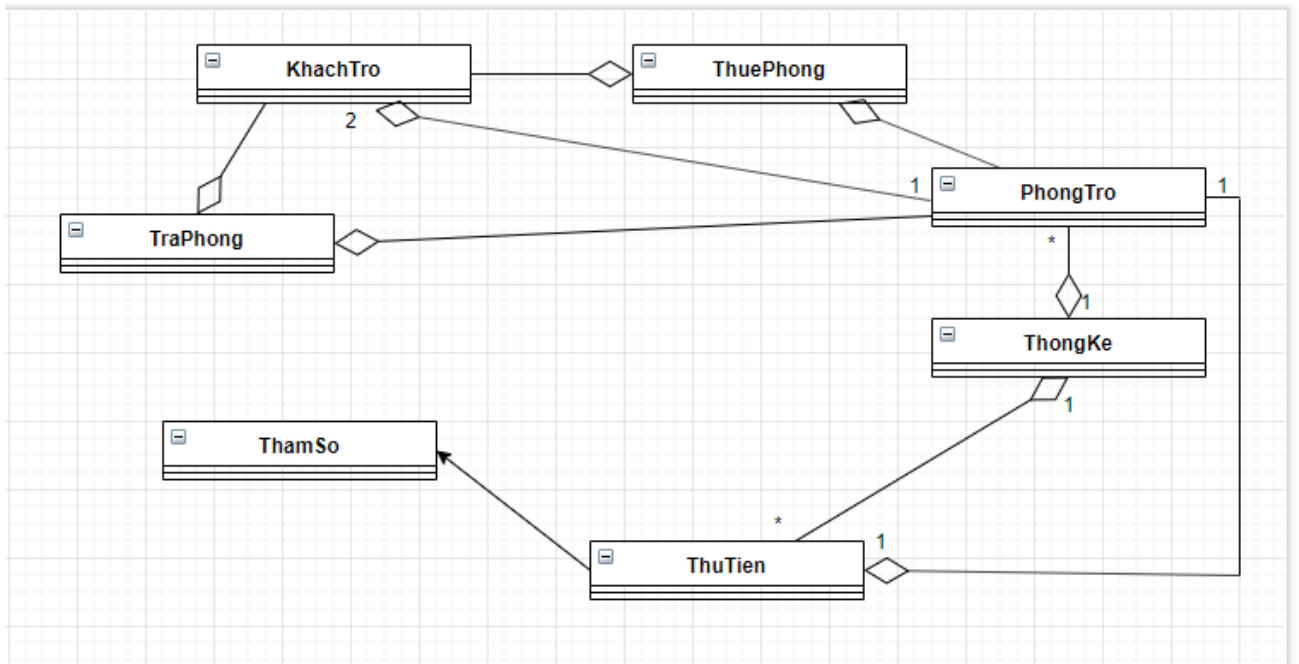 KhachTro
ThuePhong
2
1
PhongTro
1
TraPhong
*
1
ThongKe
1
ThamSo
*
1
ThuTien